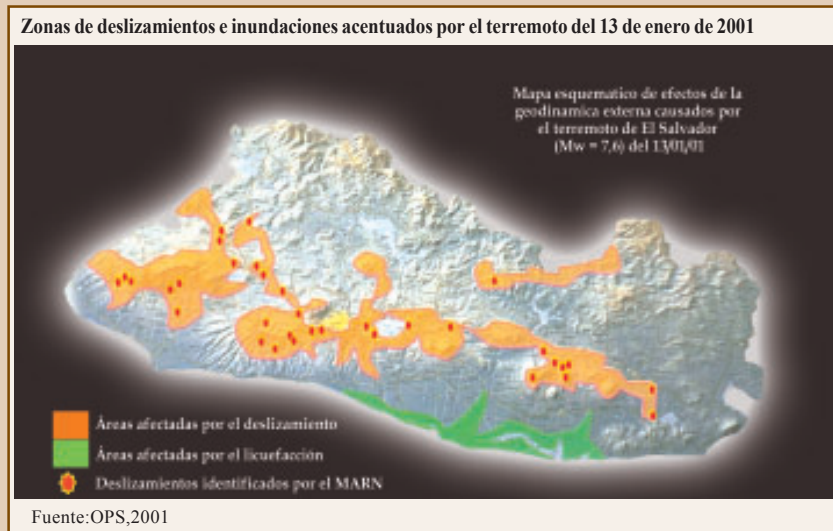 Zonas de deslizamientos e inundaciones acentuados por el terremoto del 13 de enero de 2001
Mapa esquematico de efectos de la
geodinamica externa causados por
el terremoto de El Salvador
(Mw = 7,6) del 13/01/01
Áreas afectadas por el deslizamiento
Áreas afectadas por el licuefacción
Deslizamientos identificados por el MARN
Fuente:OPS,2001